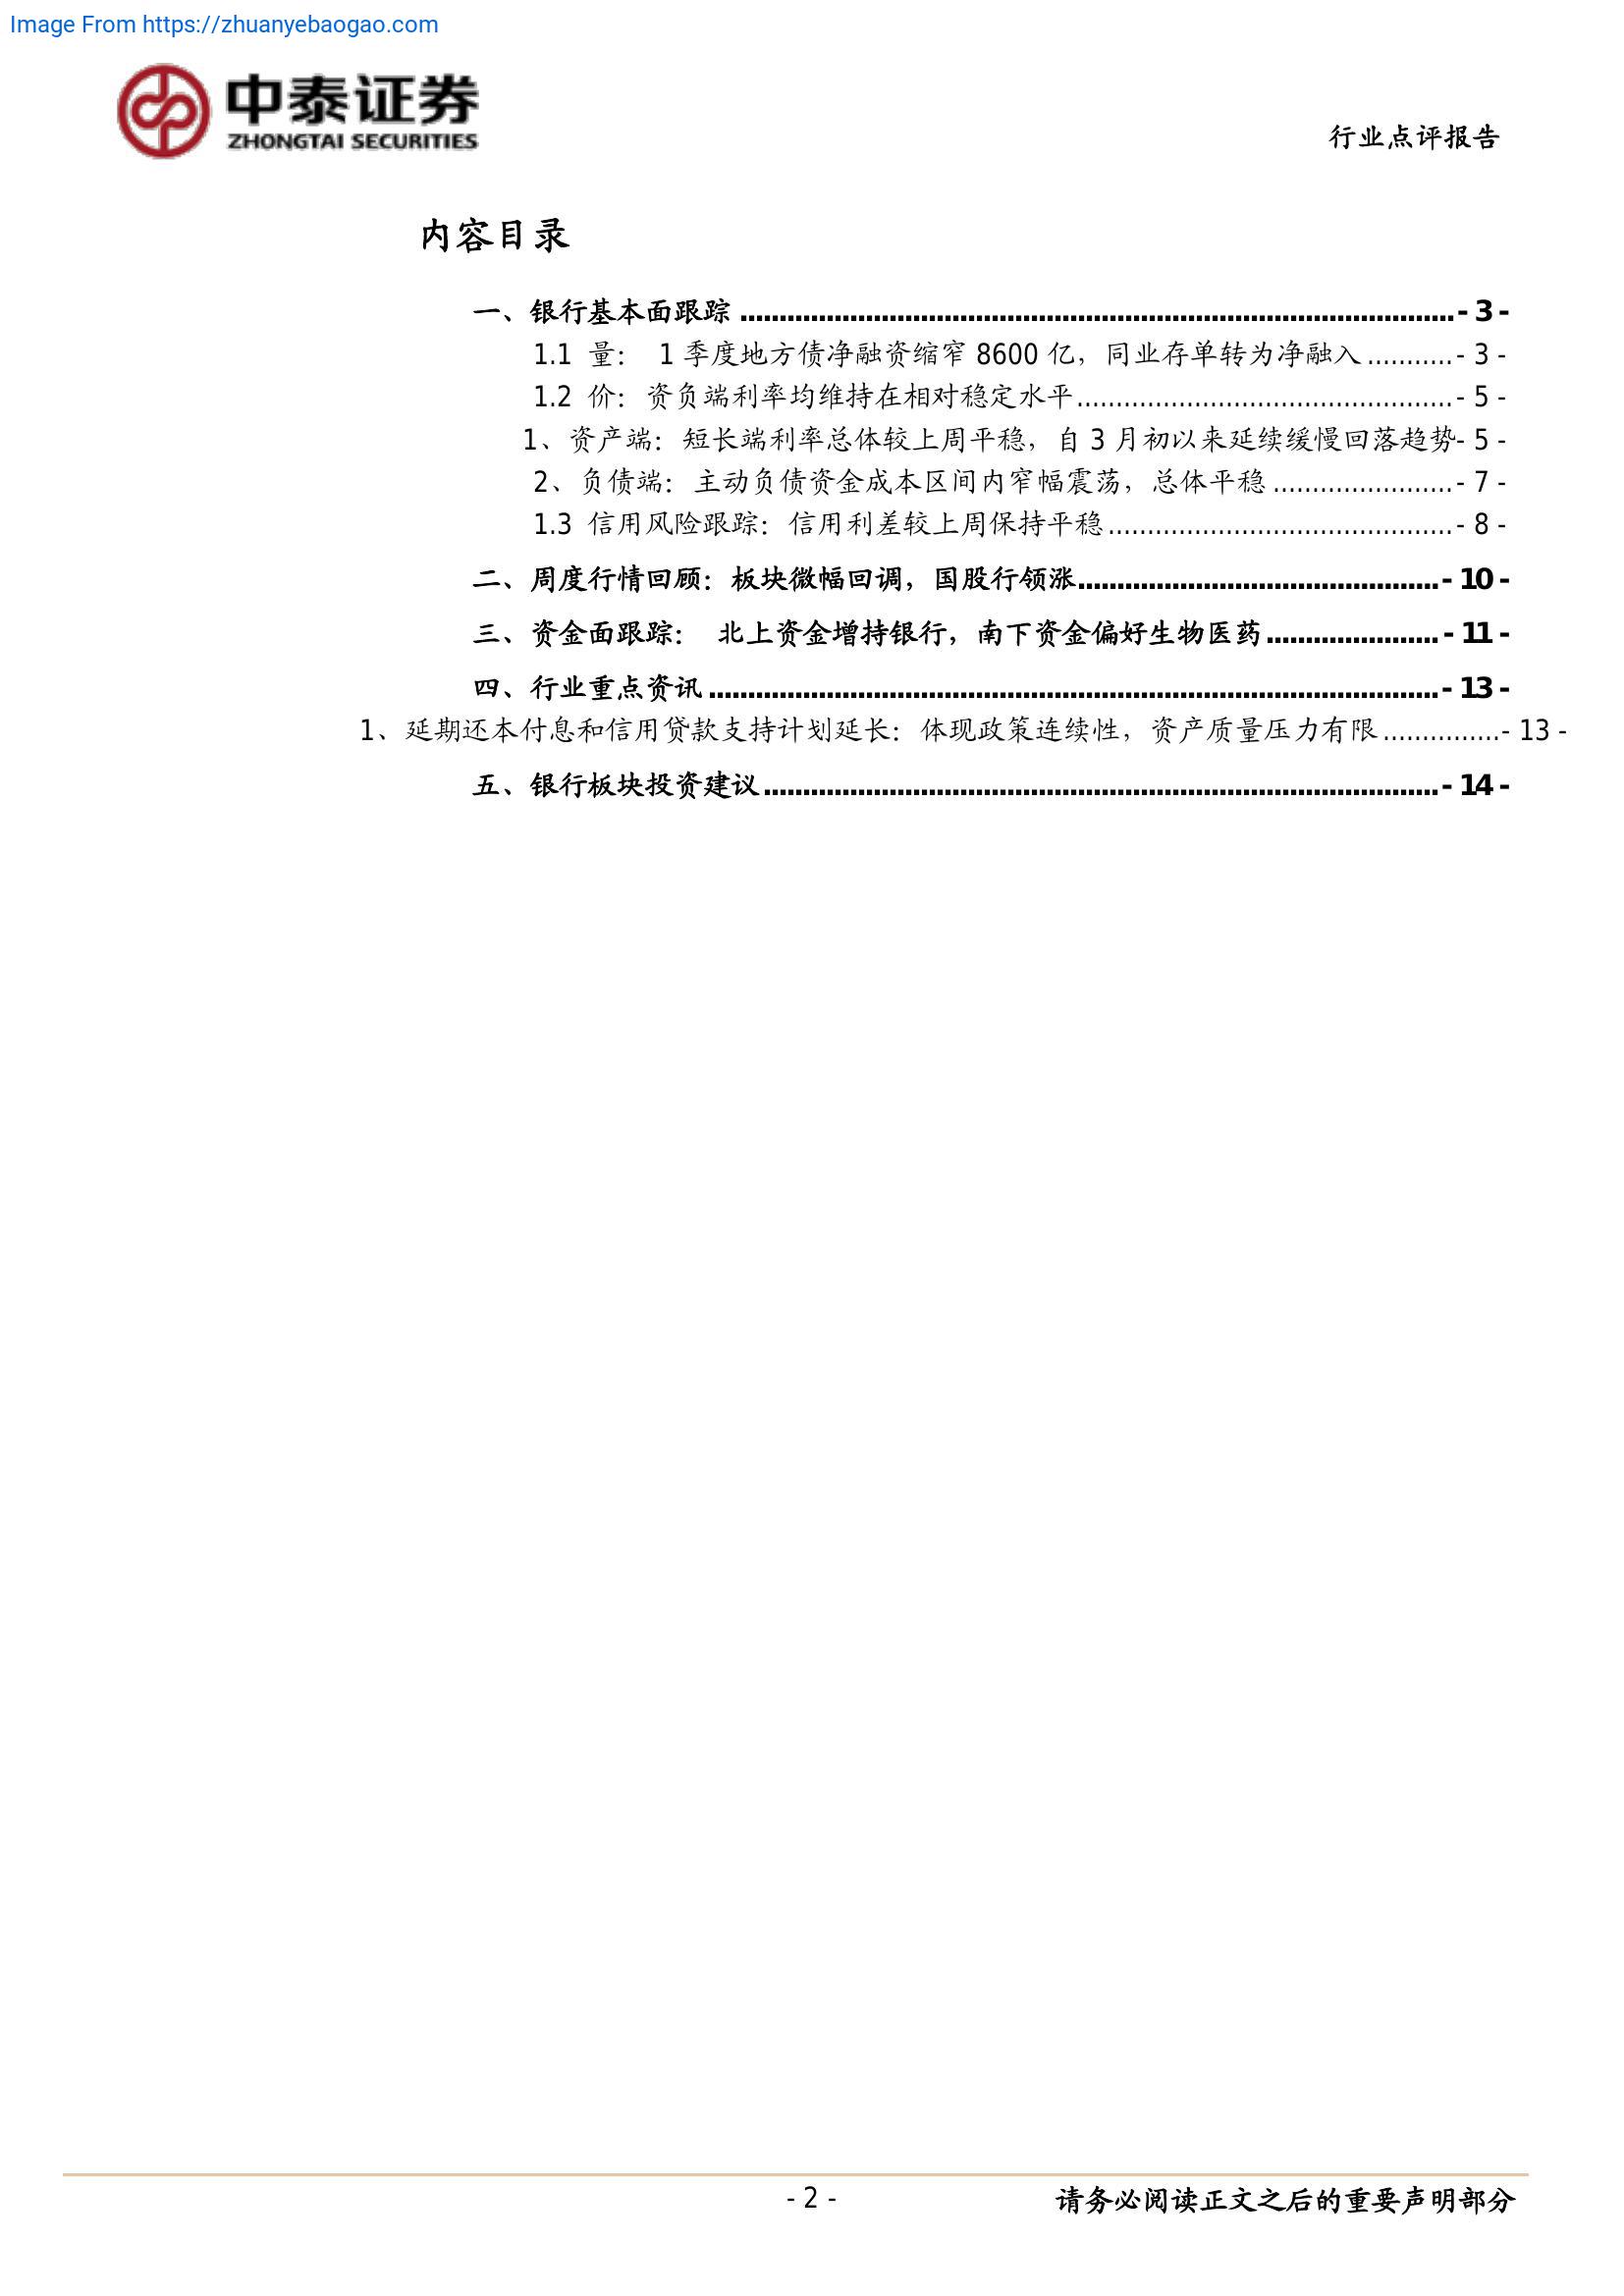 Image From https://zhuanyebaogao.com
中泰证券
ZHONGTAI SECURITIES
行业点评报告
内容目录
一、银行基本面跟踪 ........................................................................................... - 3 -
1.1 量： 1 季度地方债净融资缩窄 8600 亿，同业存单转为净融入 ........... - 3 -
1.2 价：资负端利率均维持在相对稳定水平 ................................................ - 5 -
1、资产端：短长端利率总体较上周平稳，自 3 月初以来延续缓慢回落趋势 - 5 -
2、负债端：主动负债资金成本区间内窄幅震荡，总体平稳 ....................... - 7 -
1.3 信用风险跟踪：信用利差较上周保持平稳 ............................................ - 8 -
二、周度行情回顾：板块微幅回调，国股行领涨 .............................................. - 10 -
三、资金面跟踪： 北上资金增持银行，南下资金偏好生物医药 ...................... - 11 -
四、行业重点资讯 ............................................................................................. - 13 -
1、延期还本付息和信用贷款支持计划延长：体现政策连续性，资产质量压力有限 ............... - 13 -
五、银行板块投资建议 ...................................................................................... - 14 -
- 2 -
请务必阅读正文之后的重要声明部分